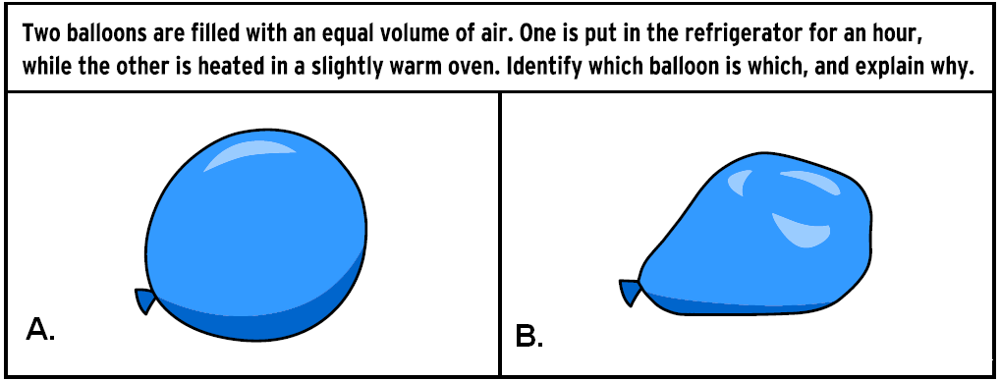 Two balloons are filled with an equal volume of air. One is put in the refrigerator for an hour,
while the other is heated in a slightly warm oven. Identify which balloon is which, and explain why.
A.
B.